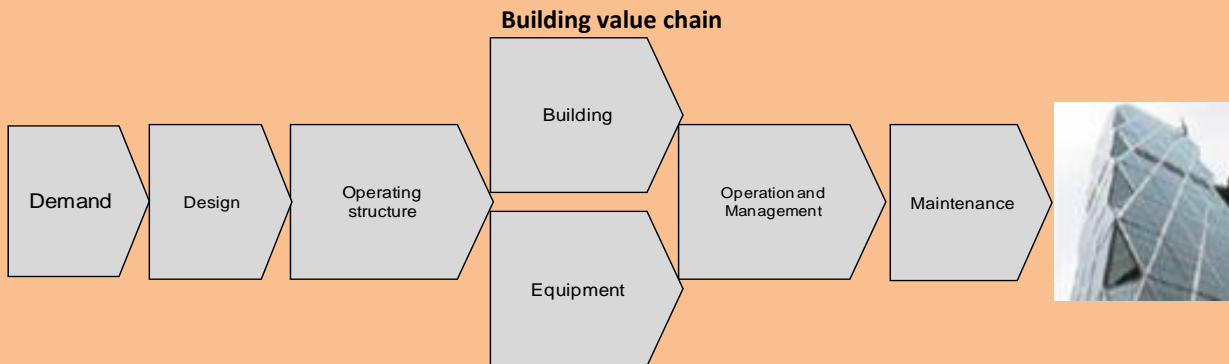 Building value chain
Building
Demand
Design
Operating
structure
Operation and
Management
Maintenance
Equipment